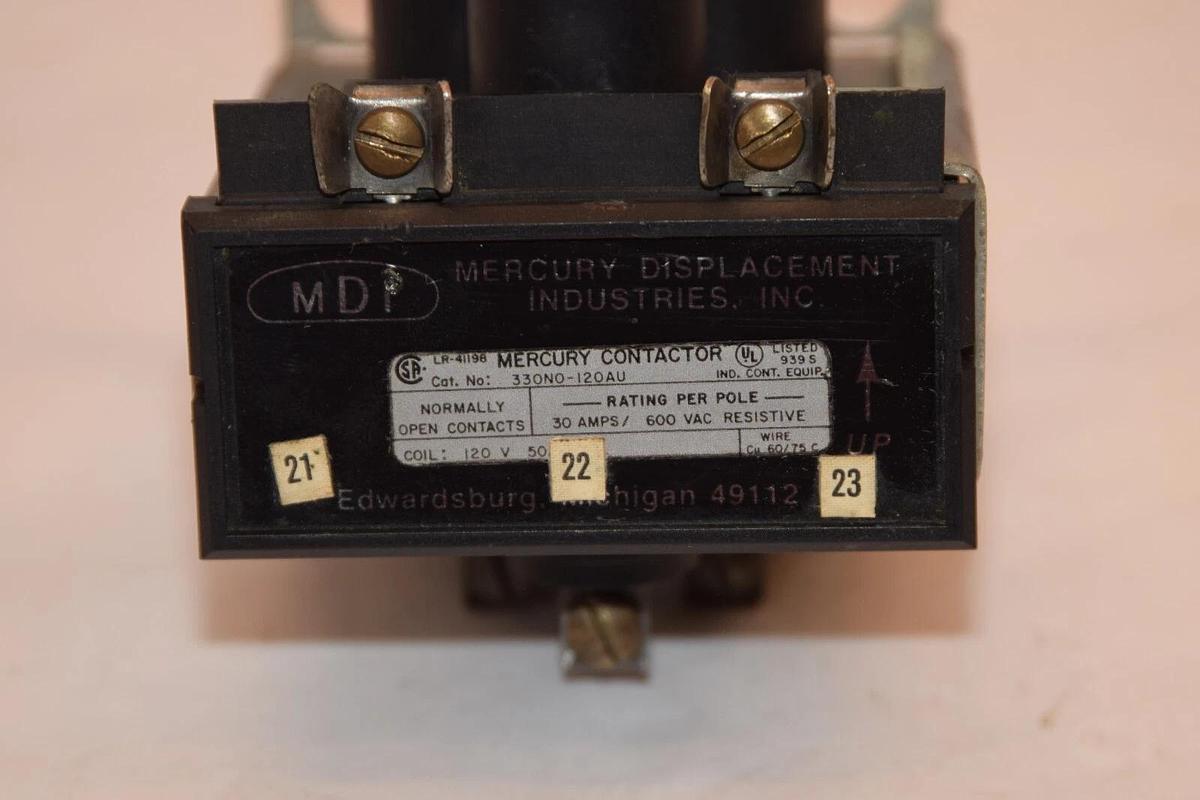 MDI
MERCURY DISPLACEMENT
INDUSTRIES, INC.
LR-41198 MERCURY CONTACTOR UL LISTED
939 S
Cat. No: 330NO-120AU IND. CONT. EQUIP.
NORMALLY
OPEN CONTACTS
RATING PER POLE
30 AMPS/ 600 VAC RESISTIVE
COIL: 120 V 50
WIRE
Cu 60/75 C
UP
21
22
23
Edwardsburg, Michigan 49112